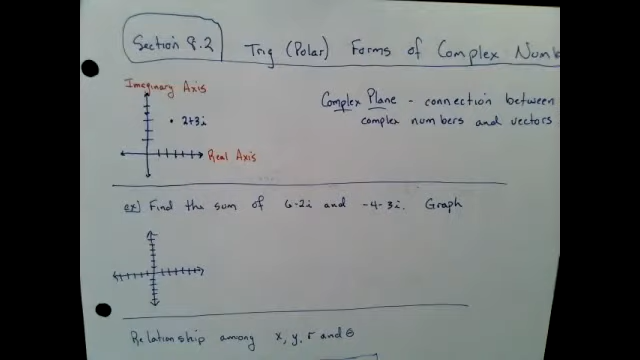 Section 8.2
Trig (Polar) Forms of Complex Numb
Imaginary Axis
2+3i
Real Axis
Complex Plane - connection between
complex numbers and vectors
ex) Find the sum of 6-2i and -4-3i. Graph
Relationship among x, y, r and θ